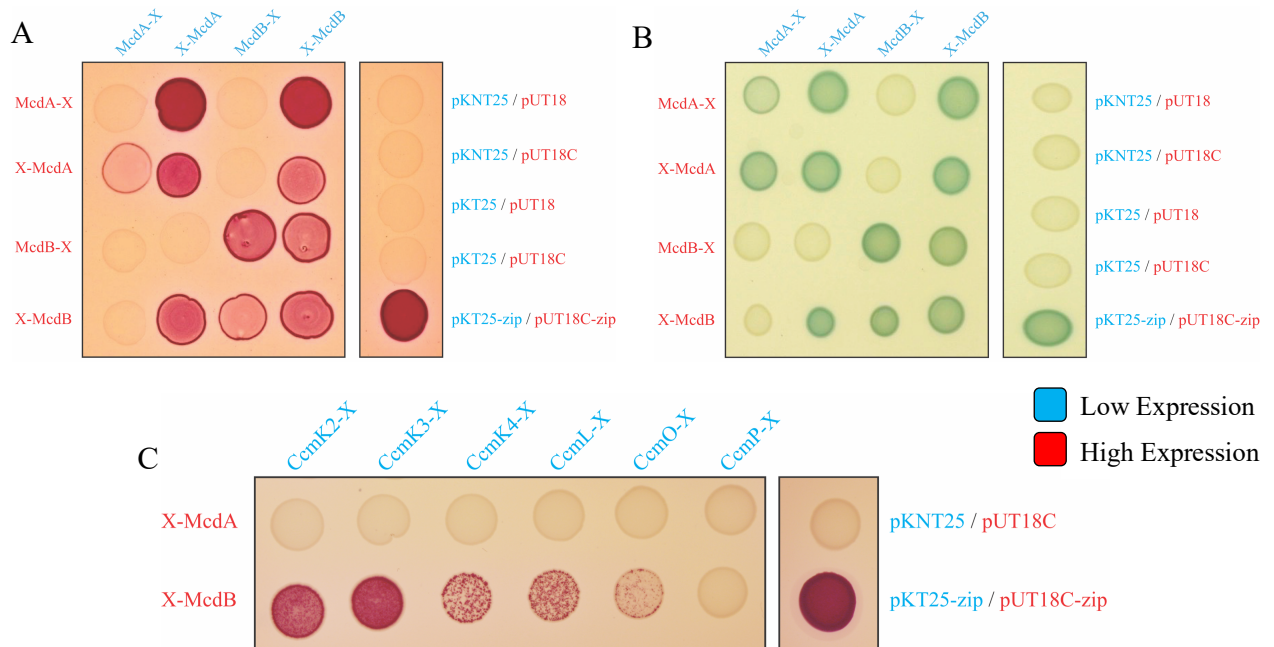 A
McdA-X
X-McdA
McdB-X
X-McdB
McdA-X
X-McdA
McdB-X
X-McdB
pKNT25 / pUT18
pKNT25 / pUT18C
pKT25 / pUT18
pKT25 / pUT18C
pKT25-zip / pUT18C-zip
B
McdA-X
X-McdA
McdB-X
X-McdB
McdA-X
X-McdA
McdB-X
X-McdB
pKNT25 / pUT18
pKNT25 / pUT18C
pKT25 / pUT18
pKT25 / pUT18C
pKT25-zip / pUT18C-zip
Low Expression
High Expression
C
CcmK2-X
CcmK3-X
CcmK4-X
CcmL-X
CcmO-X
CcmP-X
X-McdA
X-McdB
pKNT25 / pUT18C
pKT25-zip / pUT18C-zip